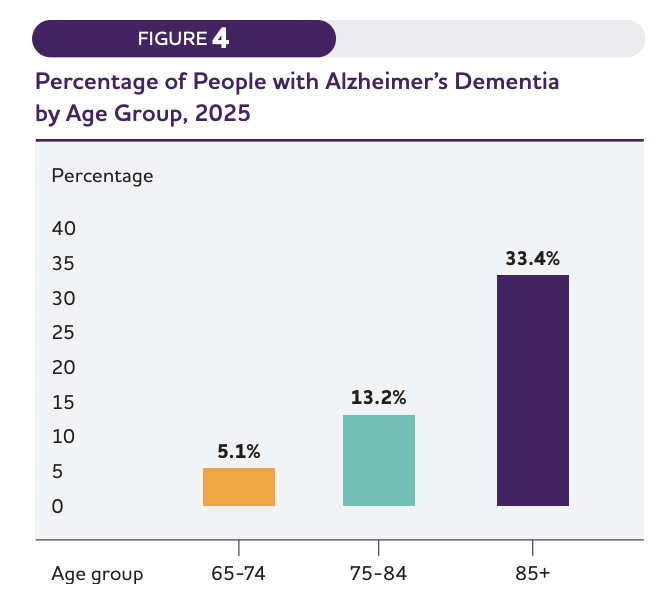 FIGURE 4
Percentage of People with Alzheimer’s Dementia
by Age Group, 2025
Percentage
40
35
30
25
20
15
10
5
0
5.1%
13.2%
33.4%
Age group 65-74 75-84 85+